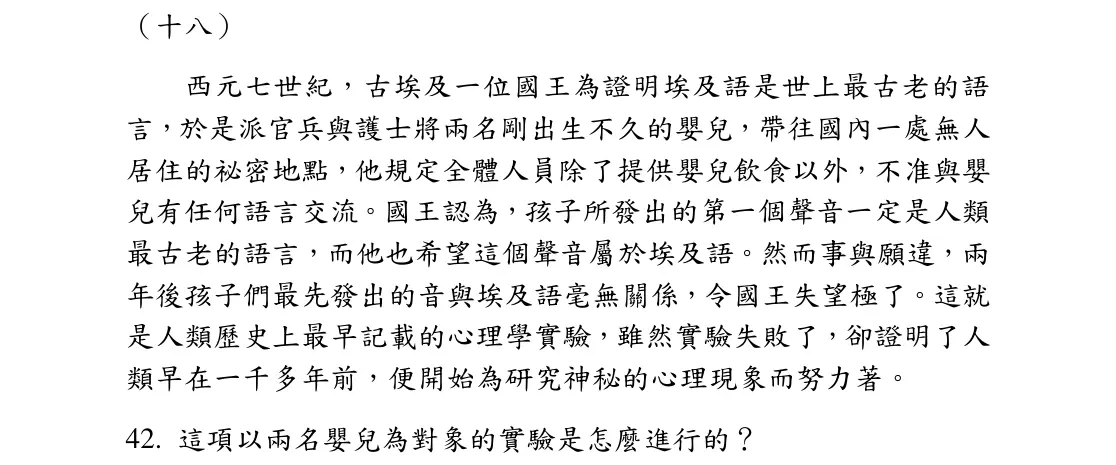 （十八）
西元七世紀，古埃及一位國王為證明埃及語是世上最古老的語
言，於是派官兵與護士將兩名剛出生不久的嬰兒，帶往國內一處無人
居住的祕密地點，他規定全體人員除了提供嬰兒飲食以外，不准與嬰
兒有任何語言交流。國王認為，孩子所發出的第一個聲音一定是人類
最古老的語言，而他也希望這個聲音屬於埃及語。然而事與願違，兩
年後孩子們最先發出的音與埃及語毫無關係，令國王失望極了。這就
是人類歷史上最早記載的心理學實驗，雖然實驗失敗了，卻證明了人
類早在一千多年前，便開始為研究神秘的心理現象而努力著。
42. 這項以兩名嬰兒為對象的實驗是怎麼進行的？